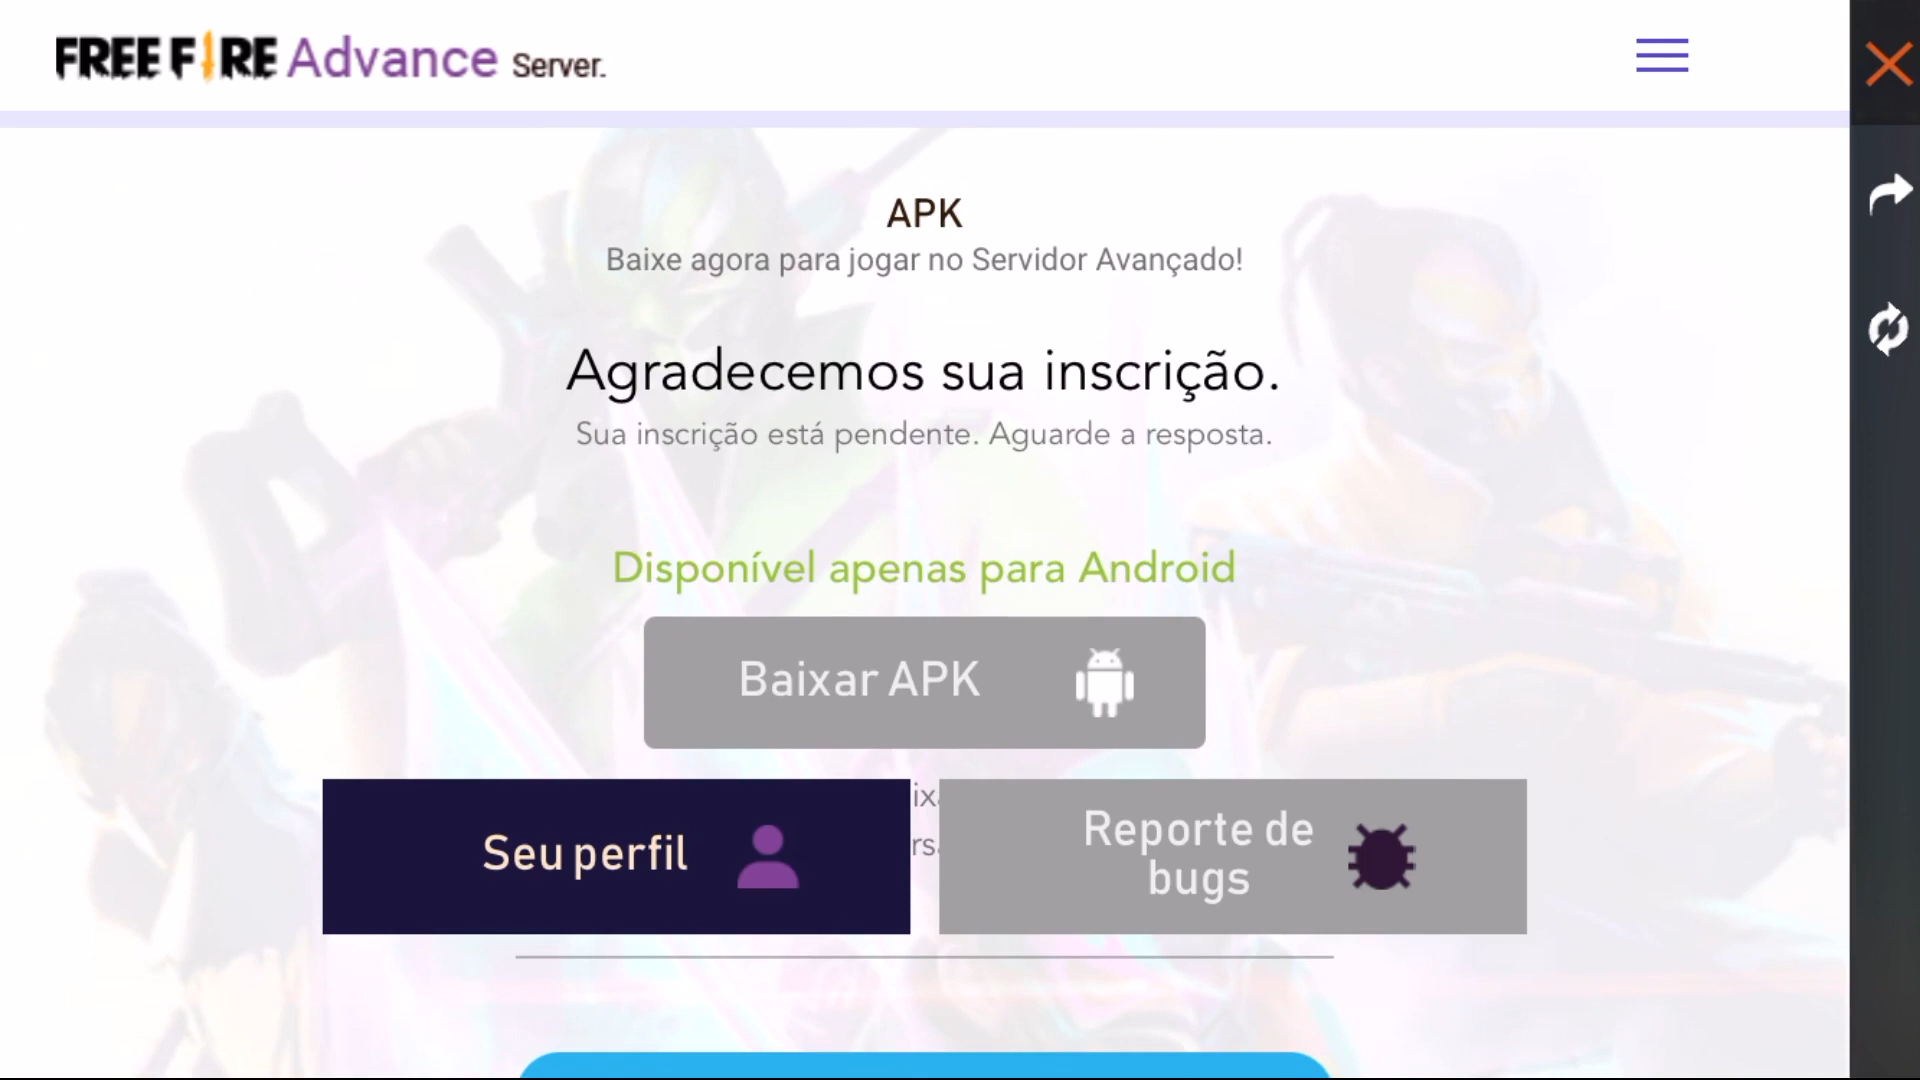 FREE FIRE Advance Server.
APK
Baixe agora para jogar no Servidor Avançado!
Agradecemos sua inscrição.
Sua inscrição está pendente. Aguarde a resposta.
Disponível apenas para Android
Baixar APK
Seu perfil
Reporte de
bugs